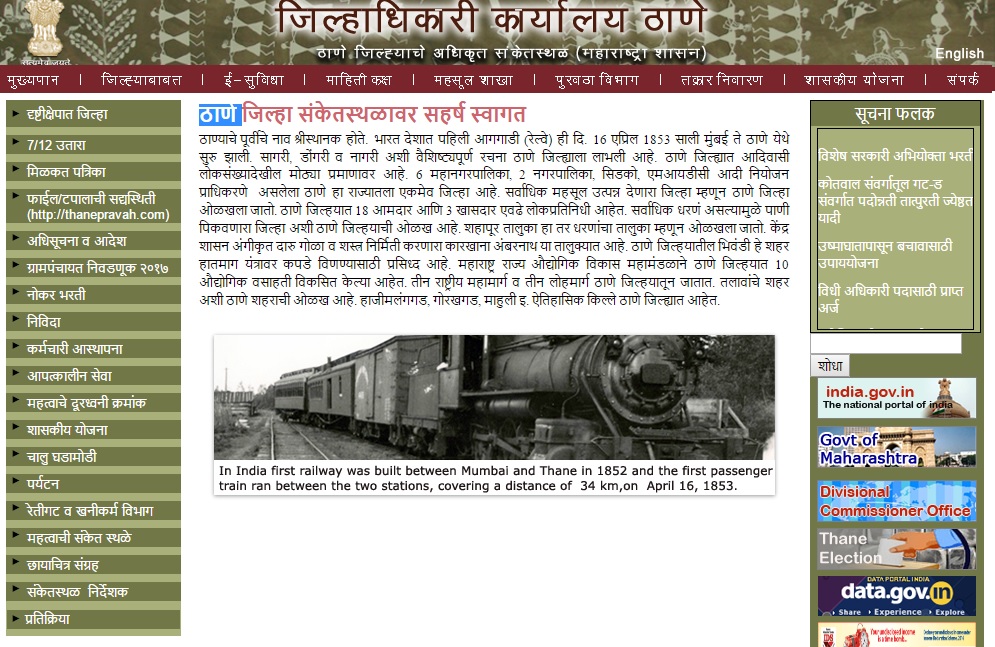 सत्यमेव जयते
जिल्हाधिकारी कार्यालय ठाणे
ठाणे जिल्ह्याचे अधिकृत संकेतस्थळ (महाराष्ट्रा शासन)
English
मुख्यपान | जिल्ह्याबाबत | ई-सुविधा | माहिती कक्ष | महसूल शाखा | पुरवठा विभाग | तक्रार निवारण | शासकीय योजना | संपर्क
दृष्टीक्षेपात जिल्हा
7/12 उतारा
मिळकत पत्रिका
फाईल/टपालाची सद्यस्थिती
(http://thanepravah.com)
अधिसूचना व आदेश
ग्रामपंचायत निवडणूक २०१७
नोकर भरती
निविदा
कर्मचारी आस्थापना
आपत्कालीन सेवा
महत्वाचे दूरध्वनी क्रमांक
शासकीय योजना
चालु घडामोडी
पर्यटन
रेतीगट व खनीकर्म विभाग
महत्वाची संकेत स्थळे
छायाचित्र संग्रह
संकेतस्थळ निर्देशक
प्रतिक्रिया
ठाणे जिल्हा संकेतस्थळावर सहर्ष स्वागत
ठाण्याचे पूर्वीचे नाव श्रीस्थानक होते. भारत देशात पहिली आगगाडी (रेल्वे) ही दि. 16 एप्रिल 1853 साली मुंबई ते ठाणे येथे
सुरु झाली. सागरी, डोंगरी व नागरी अशी वैशिष्ट्यपूर्ण रचना ठाणे जिल्ह्याला लाभली आहे. ठाणे जिल्ह्यात आदिवासी
लोकसंख्यादेखील मोठ्या प्रमाणावर आहे. 6 महानगरपालिका, 2 नगरपालिका, सिडको, एमआयडीसी आदी नियोजन
प्राधिकरणे असलेला ठाणे हा राज्यातला एकमेव जिल्हा आहे. सर्वाधिक महसूल उत्पन्न देणारा जिल्हा म्हणून ठाणे जिल्हा
ओळखला जातो. ठाणे जिल्हयात 18 आमदार आणि 3 खासदार एवढे लोकप्रतिनिधी आहेत. सर्वाधिक धरणं असल्यामुळे पाणी
पिकवणारा जिल्हा अशी ठाणे जिल्हयाची ओळख आहे. शहापूर तालुका हा तर धरणांचा तालुका म्हणून ओळखला जातो. केंद्र
शासन अंगीकृत दारु गोळा व शस्त्र निर्मिती करणारा कारखाना अंबरनाथ या तालुक्यात आहे. ठाणे जिल्हयातील भिवंडी हे शहर
हातमाग यंत्रावर कपडे विणण्यासाठी प्रसिध्द आहे. महाराष्ट्र राज्य औद्योगिक विकास महामंडळाने ठाणे जिल्हयात 10
औद्योगिक वसाहती विकसित केल्या आहेत. तीन राष्ट्रीय महामार्ग व तीन लोहमार्ग ठाणे जिल्हयातून जातात. तलावांचे शहर
अशी ठाणे शहराची ओळख आहे. हाजीमलंगगड, गोरखगड, माहुली इ. ऐतिहासिक किल्ले ठाणे जिल्ह्यात आहेत.
In India first railway was built between Mumbai and Thane in 1852 and the first passenger
train ran between the two stations, covering a distance of 34 km,on April 16, 1853.
सूचना फलक
विशेष सरकारी अभियोक्ता भरती
कोतवाल संवर्गातूल गट-ड
संवर्गात पदोन्नती तात्पुरती ज्येष्ठता
यादी
उष्माघातापासून बचावासाठी
उपाययोजना
विधी अधिकारी पदासाठी प्राप्त
अर्ज
शोधा
india.gov.in
The national portal of india
Govt of
Maharashtra
Divisional
Commissioner Office
Thane
Election
DATA PORTAL INDIA
data.gov.in
Share Experience Explore